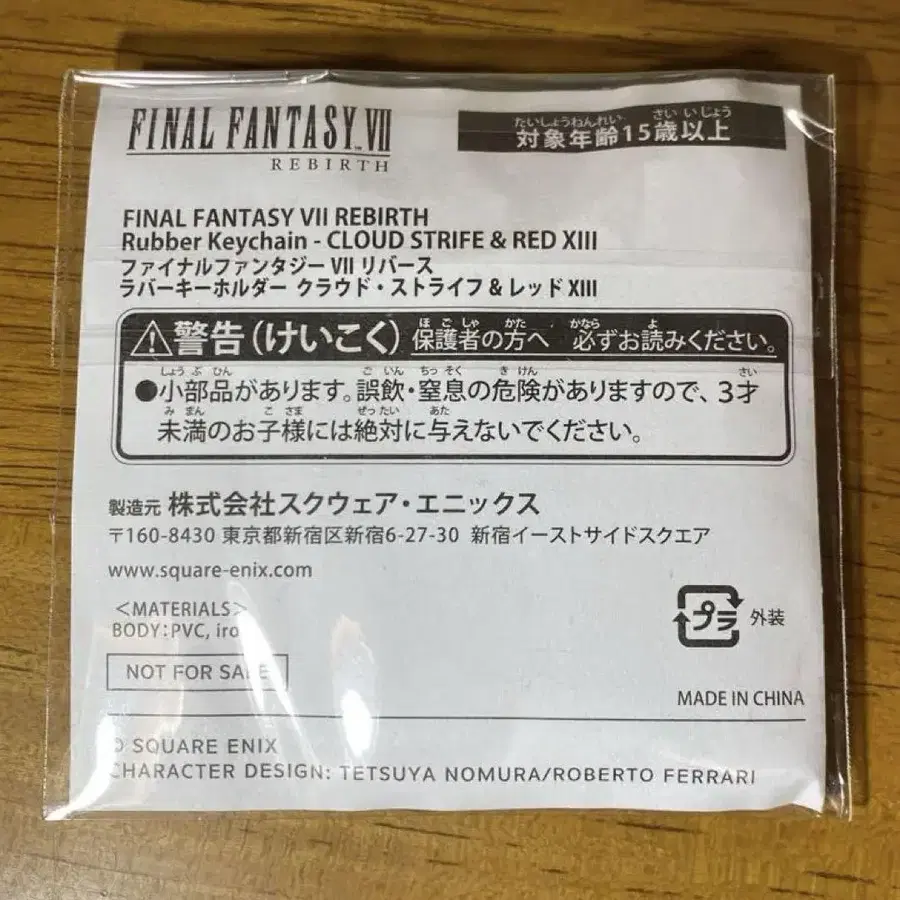 FINAL FANTASY VII
REBIRTH
たいしょうねんれい さい いじょう
対象年齢15歳以上
FINAL FANTASY VII REBIRTH
Rubber Keychain - CLOUD STRIFE & RED XIII
ファイナルファンタジー VII リバース
ラバーキーホルダー クラウド・ストライフ & レッド XIII
ほごしゃ かた かなら よ
警告(けいこく) 保護者の方へ 必ずお読みください。
しょうぶひん ごいん ちっそく きけん さい
●小部品があります。誤飲・窒息の危険がありますので、3才
みまん こさま ぜったい あた
未満のお子様には絶対に与えないでください。
製造元 株式会社スクウェア・エニックス
〒160-8430 東京都新宿区新宿6-27-30 新宿イーストサイドスクエア
www.square-enix.com
<MATERIALS>
BODY:PVC, iro
プラ 外装
NOT FOR SALE
MADE IN CHINA
© SQUARE ENIX
CHARACTER DESIGN: TETSUYA NOMURA/ROBERTO FERRARI